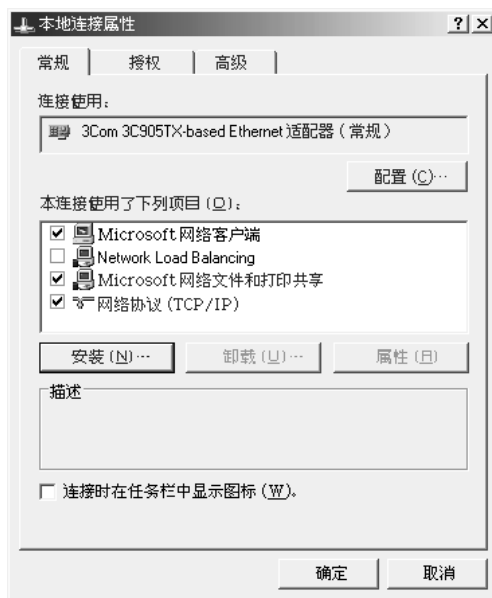 本地连接属性
常规
授权
高级
连接使用：
3Com 3C905TX-based Ethernet 适配器（常规）
配置 (C)…
本连接使用了下列项目 (O)：
Microsoft 网络客户端
Network Load Balancing
Microsoft 网络文件和打印共享
网络协议 (TCP/IP)
安装 (N) …
卸载 (U) …
属性 (R)
描述
连接时在任务栏中显示图标 (W)。
确定
取消